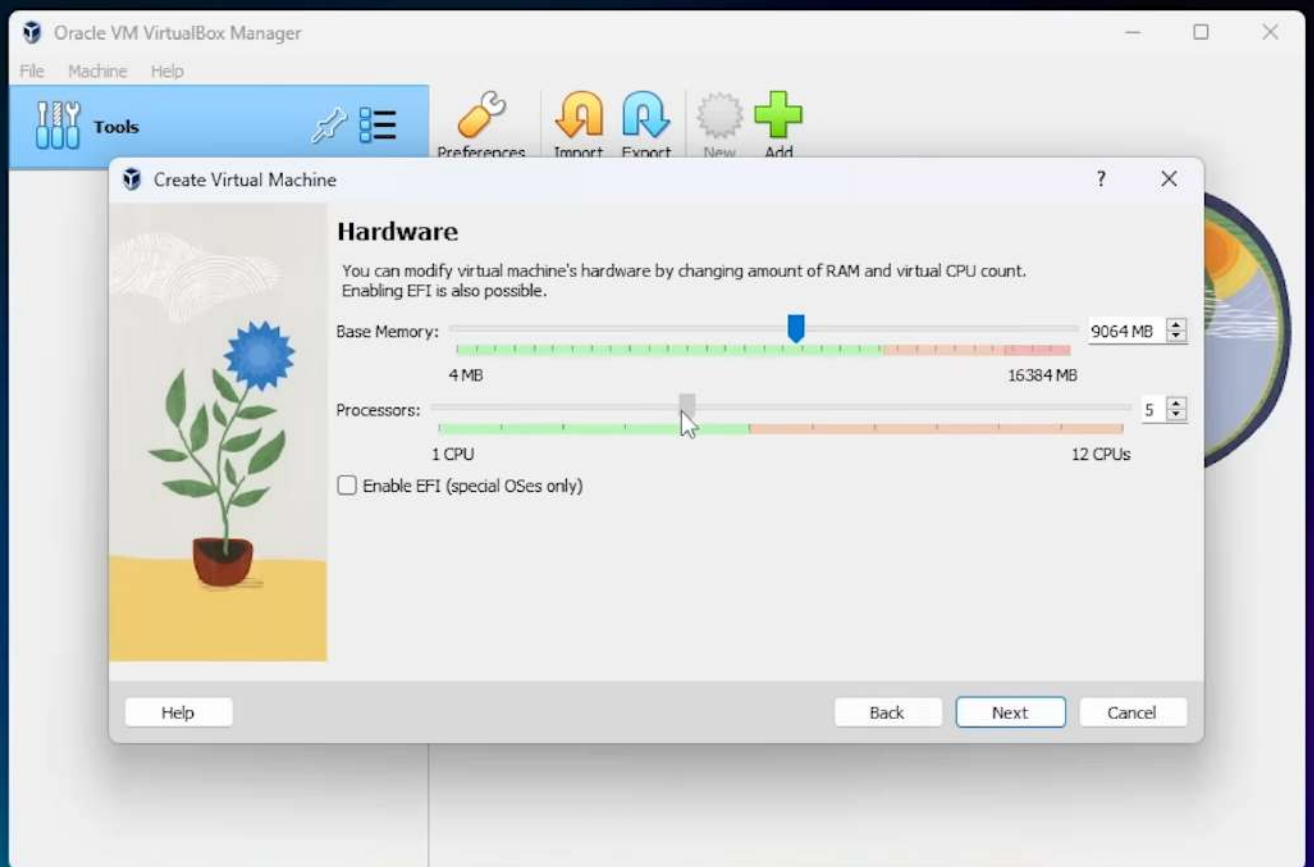 Oracle VM VirtualBox Manager
File Machine Help
Tools
Preferences Import Export New Add
Create Virtual Machine ?
Hardware
You can modify virtual machine's hardware by changing amount of RAM and virtual CPU count.
Enabling EFI is also possible.
Base Memory: 9064 MB
4 MB 16384 MB
Processors: 5
1 CPU 12 CPUs
Enable EFI (special OSes only)
Help Back Next Cancel